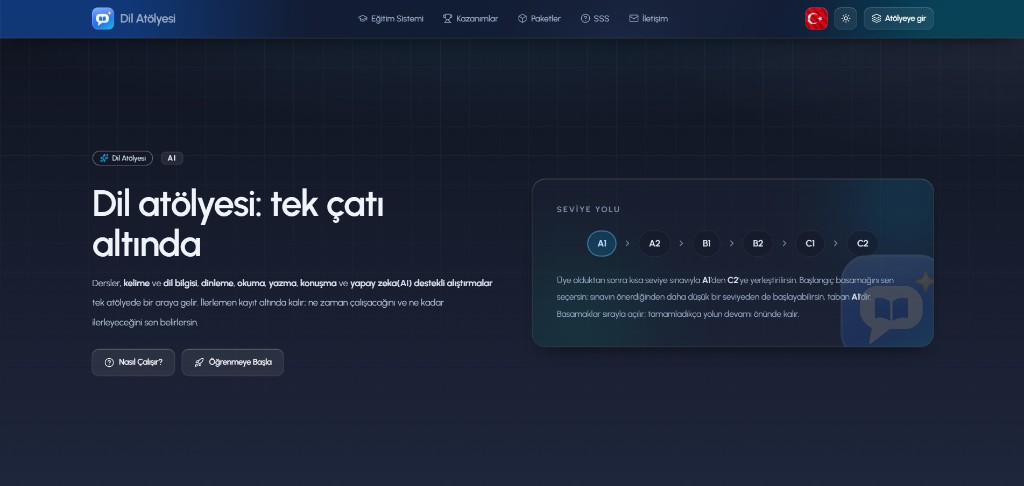 Dil Atölyesi
Eğitim Sistemi
Kazanımlar
Paketler
SSS
İletişim
Atölyeye gir
Dil Atölyesi
AI
Dil atölyesi: tek çatı
altında
Dersler, kelime ve dil bilgisi, dinleme, okuma, yazma, konuşma ve yapay zeka(AI) destekli alıştırmalar
tek atölyede bir araya gelir. İlerlemen kayıt altında kalır; ne zaman çalışacağını ve ne kadar
ilerleyeceğini sen belirlersin.
Nasıl Çalışır?
Öğrenmeye Başla
SEVİYE YOLU
A1
A2
B1
B2
C1
C2
Üye olduktan sonra kısa seviye sınavıyla A1'den C2'ye yerleştirilirsin. Başlangıç basamağını sen
seçersin: sınavın önerdiğinden daha düşük bir seviyeden de başlayabilirsin, taban A1'dir.
Basamaklar sırayla açılır; tamamladıkça yolun devamı önünde kalır.